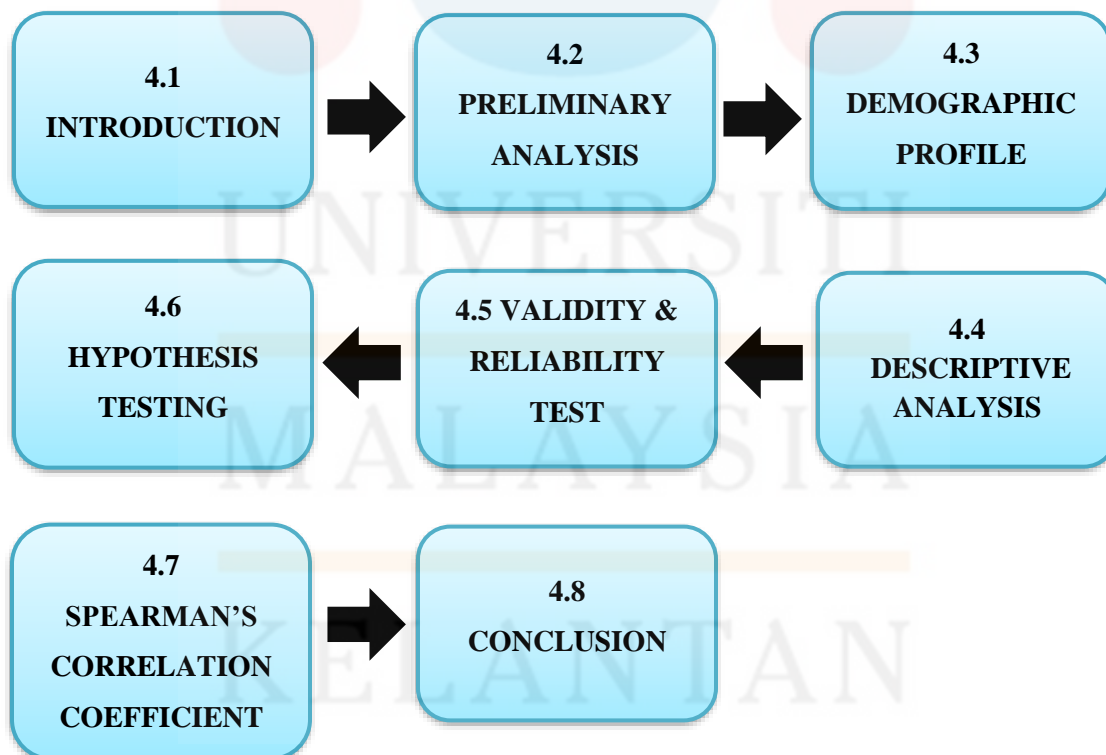 4.1
INTRODUCTION
4.2
PRELIMINARY
ANALYSIS
4.3
DEMOGRAPHIC
PROFILE
4.4
DESCRIPTIVE
ANALYSIS
4.5 VALIDITY &
RELIABILITY
TEST
4.6
HYPOTHESIS
TESTING
4.7
SPEARMAN’S
CORRELATION
COEFFICIENT
4.8
CONCLUSION
UNIVERSITI
MALAYSIA
KELANTAN